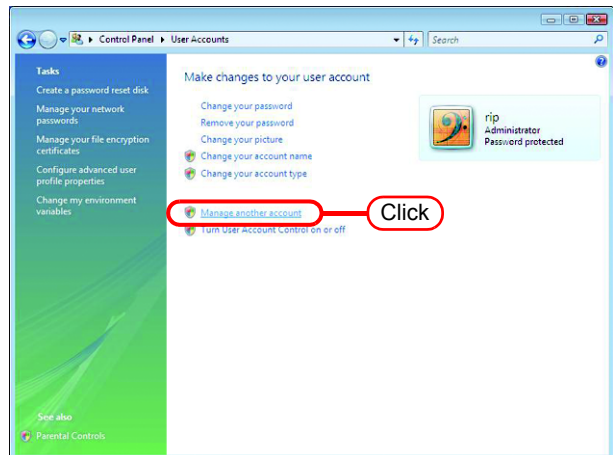 Control Panel ▸ User Accounts
Search
Tasks
Create a password reset disk
Manage your network
passwords
Manage your file encryption
certificates
Configure advanced user
profile properties
Change my environment
variables
See also
Parental Controls
Make changes to your user account
Change your password
Remove your password
Change your picture
Change your account name
Change your account type
Manage another account
Click
Turn User Account Control on or off
rip
Administrator
Password protected